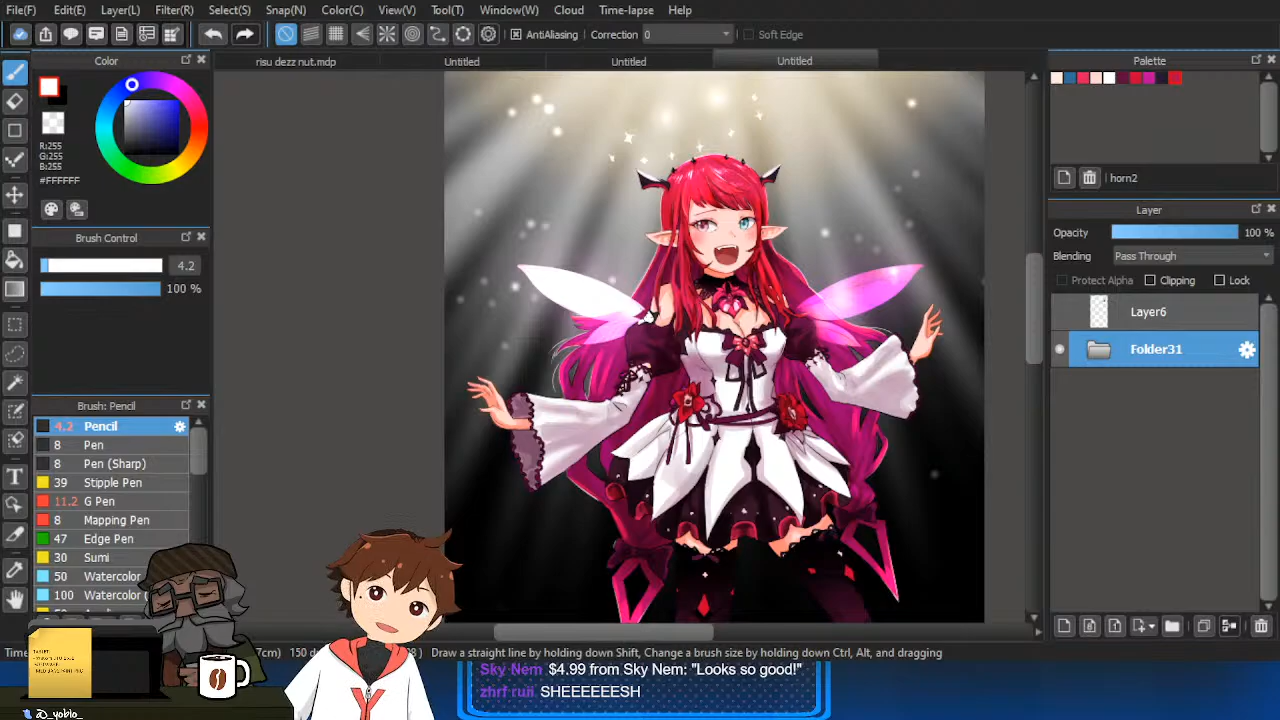 File(F) Edit(E) Layer(L) Filter(R) Select(S) Snap(N) Color(C) View(V) Tool(T) Window(W) Cloud Time-lapse Help
AntiAliasing Correction 0 Soft Edge
Color
risu dezz nut.mdp Untitled Untitled Untitled
R:255
G:255
B:255
#FFFFFF
Brush Control
4.2
100 %
Brush: Pencil
4.2 Pencil
8 Pen
8 Pen (Sharp)
39 Stipple Pen
11.2 G Pen
8 Mapping Pen
47 Edge Pen
30 Sumi
50 Watercolor
100 Watercolor
Palette
horn2
Layer
Opacity 100 %
Blending Pass Through
Protect Alpha Clipping Lock
Layer6
Folder31
Draw a straight line by holding down Shift, Change a brush size by holding down Ctrl, Alt, and dragging
Sky Nem $4.99 from Sky Nem: "Looks so good!"
zhrf run SHEEEEEESH